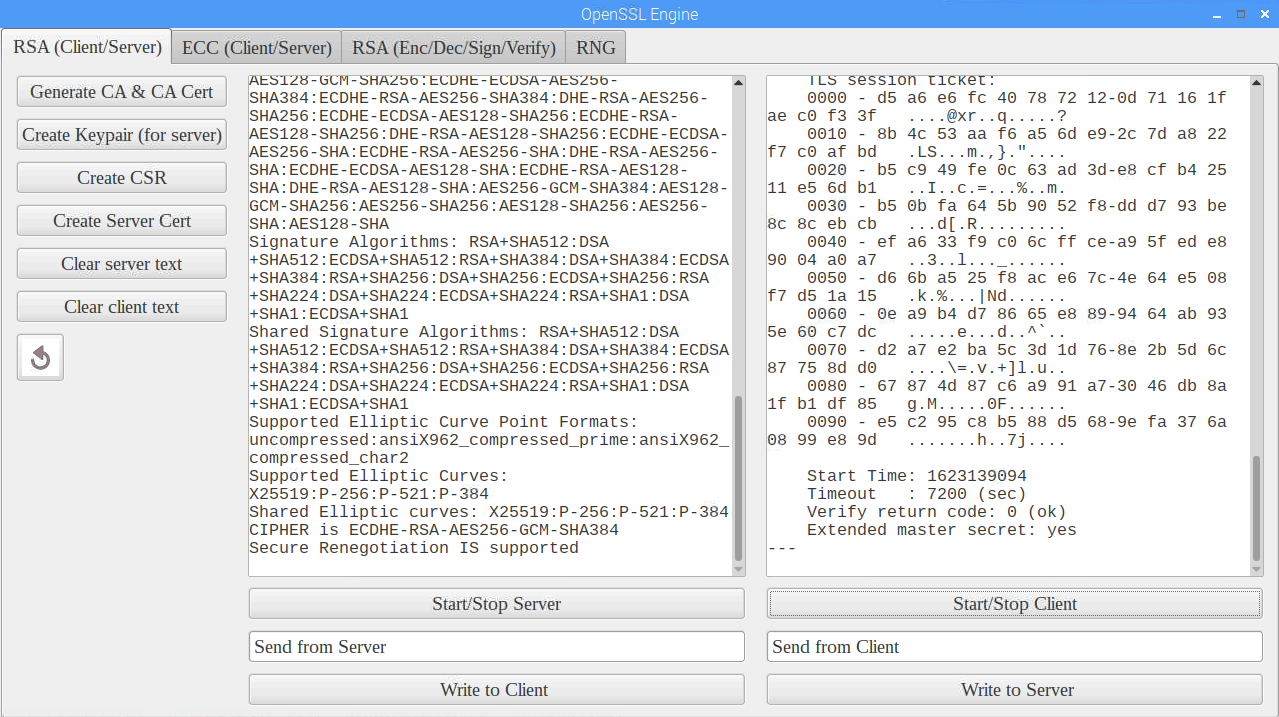 OpenSSL Engine
RSA (Client/Server)
ECC (Client/Server)
RSA (Enc/Dec/Sign/Verify)
RNG
Generate CA & CA Cert
Create Keypair (for server)
Create CSR
Create Server Cert
Clear server text
Clear client text
AES128-GCM-SHA256:ECDHE-ECDSA-AES256-
SHA384:ECDHE-RSA-AES256-SHA384:DHE-RSA-AES256-
SHA256:ECDHE-ECDSA-AES128-SHA256:ECDHE-RSA-
AES128-SHA256:DHE-RSA-AES128-SHA256:ECDHE-ECDSA-
AES256-SHA:ECDHE-RSA-AES256-SHA:DHE-RSA-AES256-
SHA:ECDHE-ECDSA-AES128-SHA:ECDHE-RSA-AES128-
SHA:DHE-RSA-AES128-SHA:AES256-GCM-SHA384:AES128-
GCM-SHA256:AES256-SHA256:AES128-SHA256:AES256-
SHA:AES128-SHA
Signature Algorithms: RSA+SHA512:DSA
+SHA512:ECDSA+SHA512:RSA+SHA384:DSA+SHA384:ECDSA
+SHA384:RSA+SHA256:DSA+SHA256:ECDSA+SHA256:RSA
+SHA224:DSA+SHA224:ECDSA+SHA224:RSA+SHA1:DSA
+SHA1:ECDSA+SHA1
Shared Signature Algorithms: RSA+SHA512:DSA
+SHA512:ECDSA+SHA512:RSA+SHA384:DSA+SHA384:ECDSA
+SHA384:RSA+SHA256:DSA+SHA256:ECDSA+SHA256:RSA
+SHA224:DSA+SHA224:ECDSA+SHA224:RSA+SHA1:DSA
+SHA1:ECDSA+SHA1
Supported Elliptic Curve Point Formats:
uncompressed:ansiX962_compressed_prime:ansiX962_
compressed_char2
Supported Elliptic Curves:
X25519:P-256:P-521:P-384
Shared Elliptic curves: X25519:P-256:P-521:P-384
CIPHER is ECDHE-RSA-AES256-GCM-SHA384
Secure Renegotiation IS supported
Start/Stop Server
Send from Server
Write to Client
TLS session ticket:
0000 - d5 a6 e6 fc 40 78 72 12-0d 71 16 1f
ae c0 f3 3f   ....@xr..q.....?
0010 - 8b 4c 53 aa f6 a5 6d e9-2c 7d a8 22
f7 c0 af bd   .LS...m.,}."....
0020 - b5 c9 49 fe 0c 63 ad 3d-e8 cf b4 25
11 e5 6d b1   ..I..c.=...%..m.
0030 - b5 0b fa 64 5b 90 52 f8-dd d7 93 be
8c 8c eb cb   ...d[.R.........
0040 - ef a6 33 f9 c0 6c ff ce-a9 5f ed e8
90 04 a0 a7   ..3..l..._......
0050 - d6 6b a5 25 f8 ac e6 7c-4e 64 e5 08
f7 d5 1a 15   .k.%...|Nd......
0060 - 0e a9 b4 d7 86 65 e8 89-94 64 ab 93
5e 60 c7 dc   .....e...d..^`..
0070 - d2 a7 e2 ba 5c 3d 1d 76-8e 2b 5d 6c
87 75 8d d0   ....\=.v.+]l.u..
0080 - 67 87 4d 87 c6 a9 91 a7-30 46 db 8a
1f b1 df 85   g.M.....0F......
0090 - e5 c2 95 c8 b5 88 d5 68-9e fa 37 6a
08 99 e8 9d   .......h..7j....
Start Time: 1623139094
Timeout   : 7200 (sec)
Verify return code: 0 (ok)
Extended master secret: yes
---
Start/Stop Client
Send from Client
Write to Server